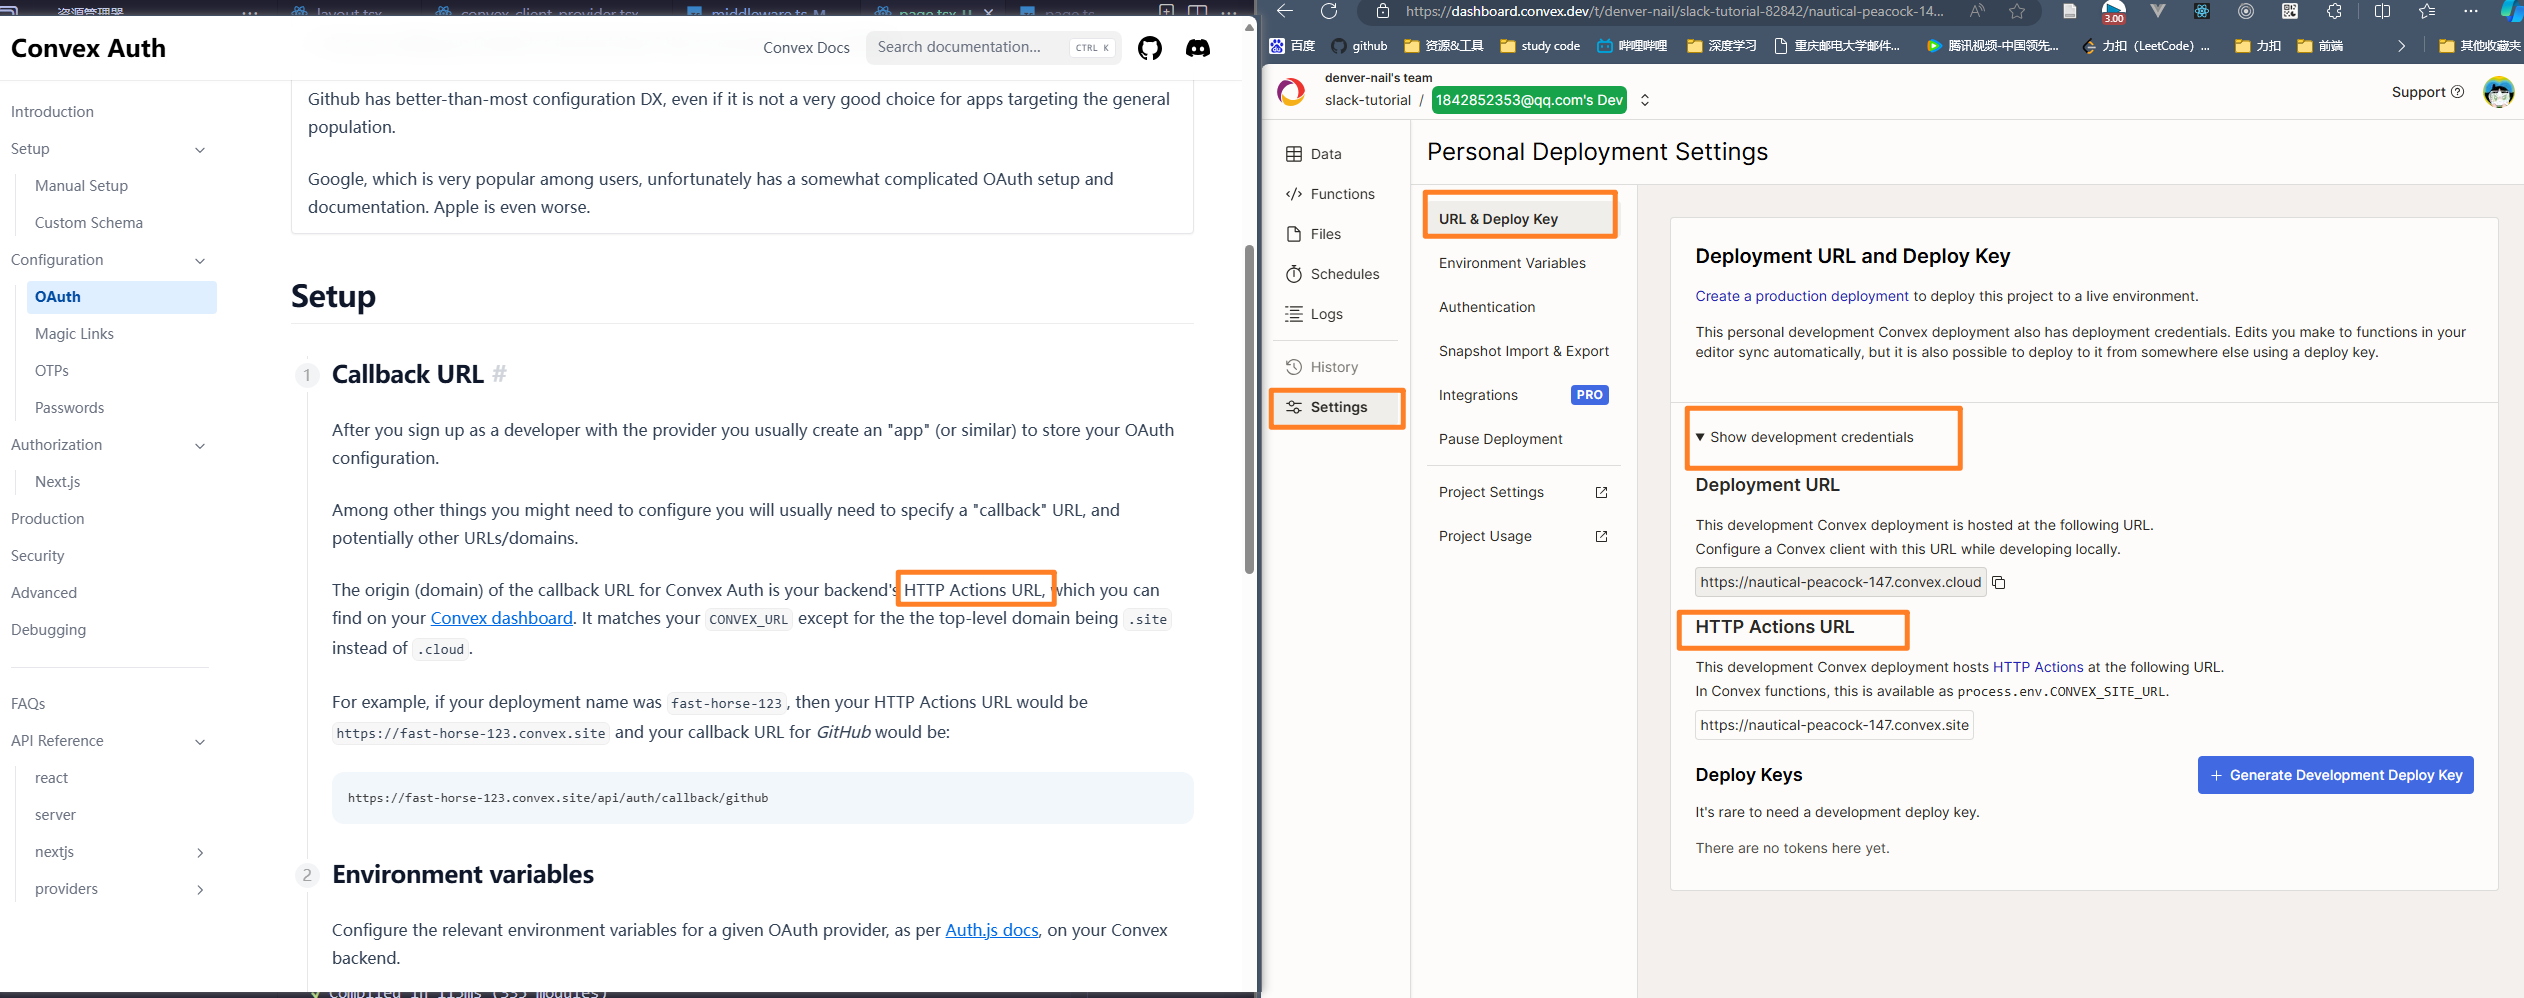 资源管理器
layout.tsx
convex-client-provider.tsx
middleware.ts M
page.tsx U
page.ts
Convex Auth
Convex Docs
Search documentation...
CTRL K
Introduction
Setup
Manual Setup
Custom Schema
Configuration
OAuth
Magic Links
OTPs
Passwords
Authorization
Next.js
Production
Security
Advanced
Debugging
FAQs
API Reference
react
server
nextjs
providers
Github has better-than-most configuration DX, even if it is not a very good choice for apps targeting the general
population.
Google, which is very popular among users, unfortunately has a somewhat complicated OAuth setup and
documentation. Apple is even worse.
Setup
1 Callback URL #
After you sign up as a developer with the provider you usually create an "app" (or similar) to store your OAuth
configuration.
Among other things you might need to configure you will usually need to specify a "callback" URL, and
potentially other URLs/domains.
The origin (domain) of the callback URL for Convex Auth is your backend's HTTP Actions URL, which you can
find on your Convex dashboard. It matches your CONVEX_URL except for the the top-level domain being .site
instead of .cloud.
For example, if your deployment name was fast-horse-123, then your HTTP Actions URL would be
https://fast-horse-123.convex.site and your callback URL for GitHub would be:
https://fast-horse-123.convex.site/api/auth/callback/github
2 Environment variables
Configure the relevant environment variables for a given OAuth provider, as per Auth.js docs, on your Convex
backend.
https://dashboard.convex.dev/t/denver-nail/slack-tutorial-82842/nautical-peacock-14...
3.00
百度
github
资源&工具
study code
哔哩哔哩
深度学习
重庆邮电大学邮件...
腾讯视频-中国领先...
力扣（LeetCode）...
力扣
前端
其他收藏夹
denver-nail's team
slack-tutorial / 1842852353@qq.com's Dev
Support
Data
Functions
Files
Schedules
Logs
History
Settings
Personal Deployment Settings
URL & Deploy Key
Environment Variables
Authentication
Snapshot Import & Export
Integrations PRO
Pause Deployment
Project Settings
Project Usage
Deployment URL and Deploy Key
Create a production deployment to deploy this project to a live environment.
This personal development Convex deployment also has deployment credentials. Edits you make to functions in your
editor sync automatically, but it is also possible to deploy to it from somewhere else using a deploy key.
Show development credentials
Deployment URL
This development Convex deployment is hosted at the following URL.
Configure a Convex client with this URL while developing locally.
https://nautical-peacock-147.convex.cloud
HTTP Actions URL
This development Convex deployment hosts HTTP Actions at the following URL.
In Convex functions, this is available as process.env.CONVEX_SITE_URL.
https://nautical-peacock-147.convex.site
Deploy Keys
+ Generate Development Deploy Key
It's rare to need a development deploy key.
There are no tokens here yet.